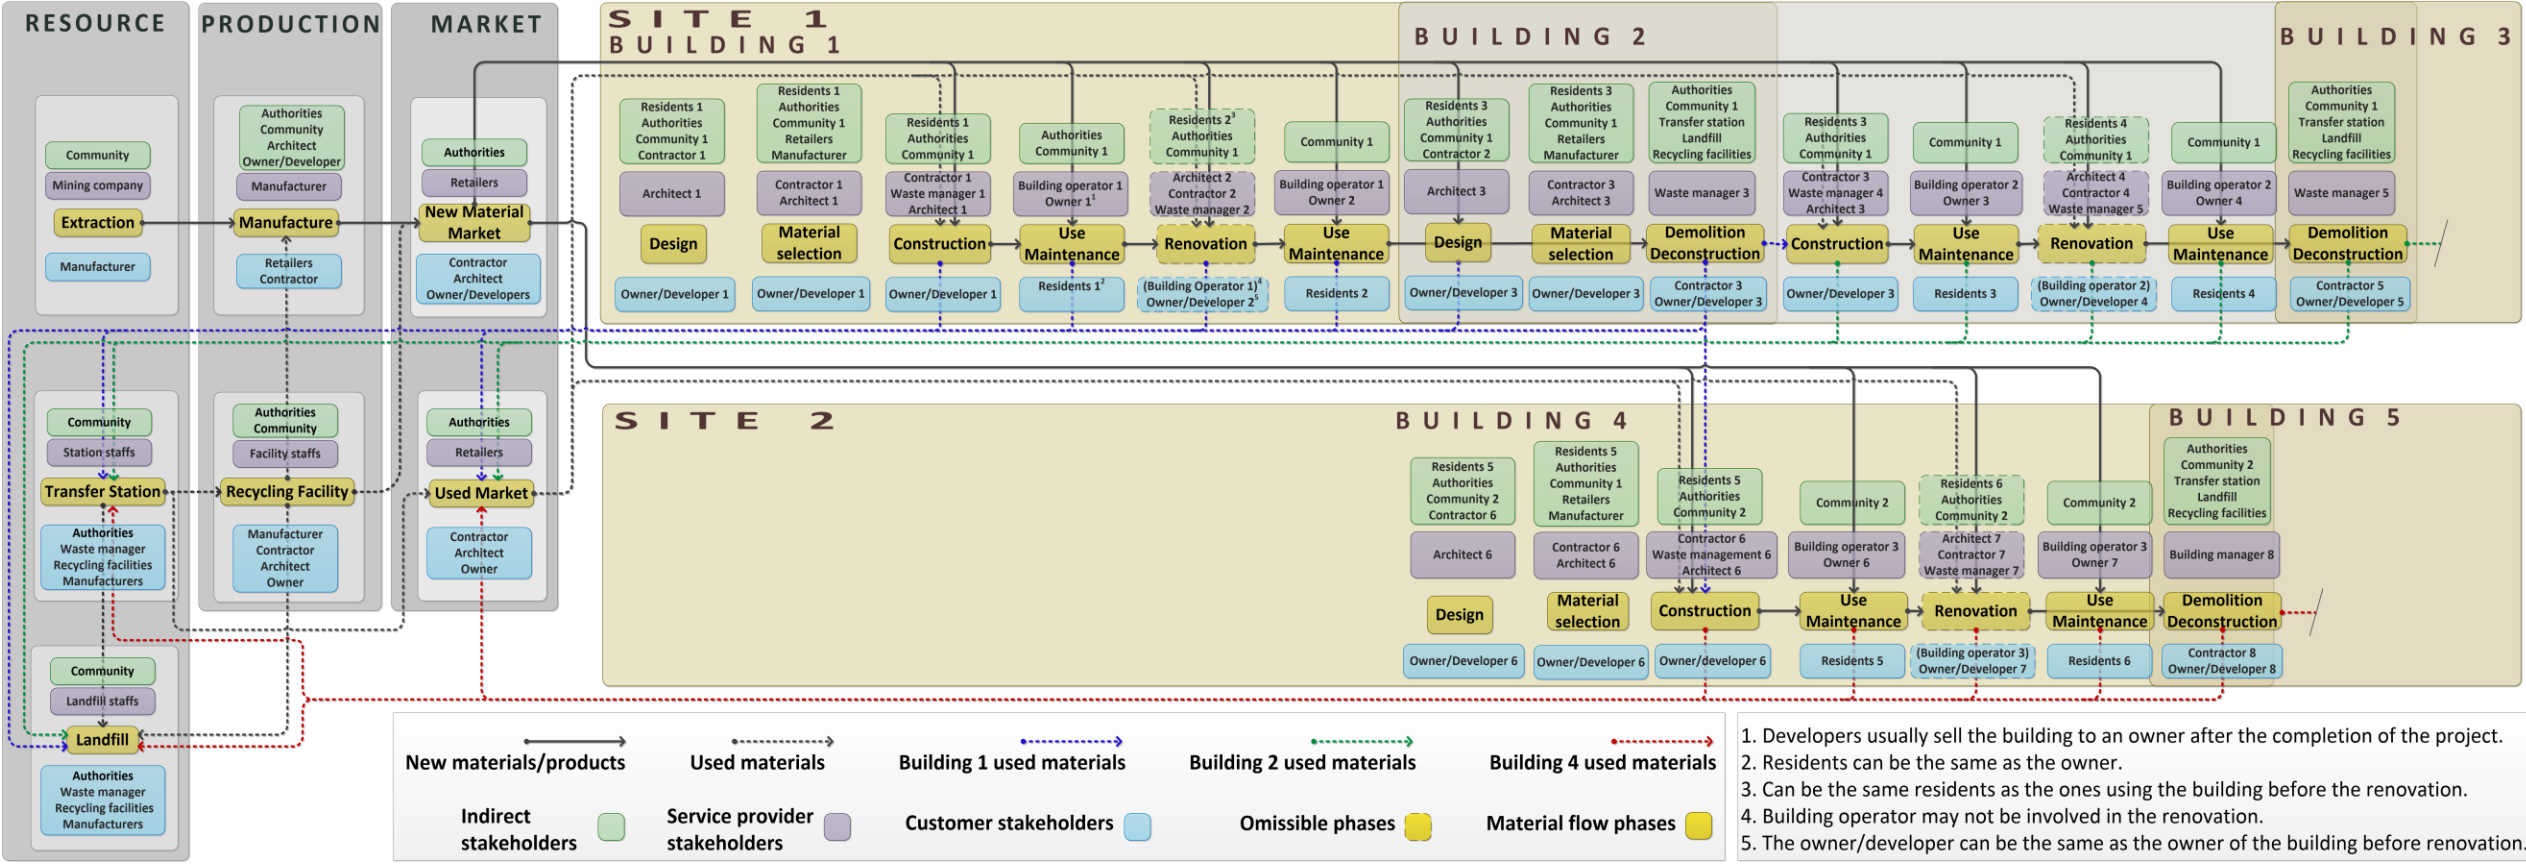 RESOURCE
PRODUCTION
MARKET
SITE 1
BUILDING 1
BUILDING 2
BUILDING 3
Community
Mining company
Extraction
Manufacturer
Authorities
Community
Architect
Owner/Developer
Manufacturer
Manufacture
Retailers
Contractor
Authorities
Retailers
New Material
Market
Contractor
Architect
Owner/Developers
Residents 1
Authorities
Community 1
Contractor 1
Architect 1
Design
Owner/Developer 1
Residents 1
Authorities
Community 1
Retailers
Manufacturer
Contractor 1
Architect 1
Material
selection
Owner/Developer 1
Residents 1
Authorities
Community 1
Contractor 1
Waste manager 1
Architect 1
Construction
Owner/Developer 1
Authorities
Community 1
Building operator 1
Owner 1¹
Use
Maintenance
Residents 1²
Residents 2³
Authorities
Community 1
Architect 2
Contractor 2
Waste manager 2
Renovation
(Building Operator 1)⁴
Owner/Developer 2⁵
Community 1
Building operator 1
Owner 2
Use
Maintenance
Residents 2
Residents 3
Authorities
Community 1
Contractor 2
Architect 3
Design
Owner/Developer 3
Residents 3
Authorities
Community 1
Retailers
Manufacturer
Contractor 3
Architect 3
Material
selection
Owner/Developer 3
Authorities
Community 1
Transfer station
Landfill
Recycling facilities
Waste manager 3
Demolition
Deconstruction
Contractor 3
Owner/Developer 3
Residents 3
Authorities
Community 1
Contractor 3
Waste manager 4
Architect 3
Construction
Owner/Developer 3
Community 1
Building operator 2
Owner 3
Use
Maintenance
Residents 3
Residents 4
Authorities
Community 1
Architect 4
Contractor 4
Waste manager 5
Renovation
(Building operator 2)
Owner/Developer 4
Community 1
Building operator 2
Owner 4
Use
Maintenance
Residents 4
Authorities
Community 1
Transfer station
Landfill
Recycling facilities
Waste manager 5
Demolition
Deconstruction
Contractor 5
Owner/Developer 5
Community
Station staffs
Transfer Station
Authorities
Waste manager
Recycling facilities
Manufacturers
Authorities
Community
Facility staffs
Recycling Facility
Manufacturer
Contractor
Architect
Owner
Authorities
Retailers
Used Market
Contractor
Architect
Owner
Community
Landfill staffs
Landfill
Authorities
Waste manager
Recycling facilities
Manufacturers
SITE 2
BUILDING 4
BUILDING 5
Residents 5
Authorities
Community 2
Contractor 6
Architect 6
Design
Owner/Developer 6
Residents 5
Authorities
Community 1
Retailers
Manufacturer
Contractor 6
Architect 6
Material
selection
Owner/Developer 6
Residents 5
Authorities
Community 2
Contractor 6
Waste management 6
Architect 6
Construction
Owner/developer 6
Community 2
Building operator 3
Owner 6
Use
Maintenance
Residents 5
Residents 6
Authorities
Community 2
Architect 7
Contractor 7
Waste manager 7
Renovation
(Building operator 3)
Owner/Developer 7
Community 2
Building operator 3
Owner 7
Use
Maintenance
Residents 6
Authorities
Community 2
Transfer station
Landfill
Recycling facilities
Building manager 8
Demolition
Deconstruction
Contractor 8
Owner/Developer 8
New materials/products
Used materials
Building 1 used materials
Building 2 used materials
Building 4 used materials
Indirect
stakeholders
Service provider
stakeholders
Customer stakeholders
Omissible phases
Material flow phases
1. Developers usually sell the building to an owner after the completion of the project.
2. Residents can be the same as the owner.
3. Can be the same residents as the ones using the building before the renovation.
4. Building operator may not be involved in the renovation.
5. The owner/developer can be the same as the owner of the building before renovation.